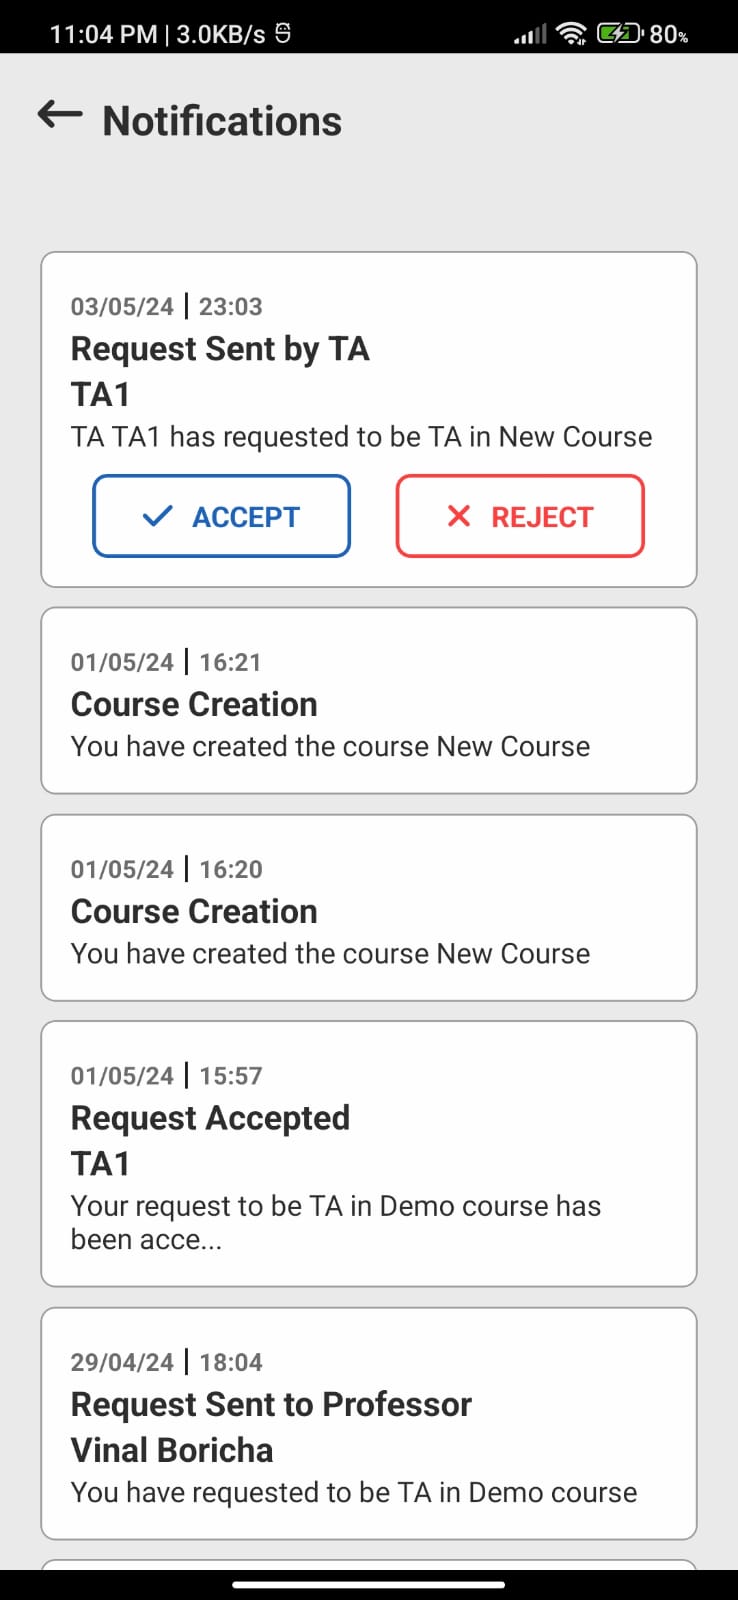 11:04 PM | 3.0KB/s 80%
Notifications
03/05/24 | 23:03
Request Sent by TA
TA1
TA TA1 has requested to be TA in New Course
ACCEPT REJECT
01/05/24 | 16:21
Course Creation
You have created the course New Course
01/05/24 | 16:20
Course Creation
You have created the course New Course
01/05/24 | 15:57
Request Accepted
TA1
Your request to be TA in Demo course has
been acce...
29/04/24 | 18:04
Request Sent to Professor
Vinal Boricha
You have requested to be TA in Demo course